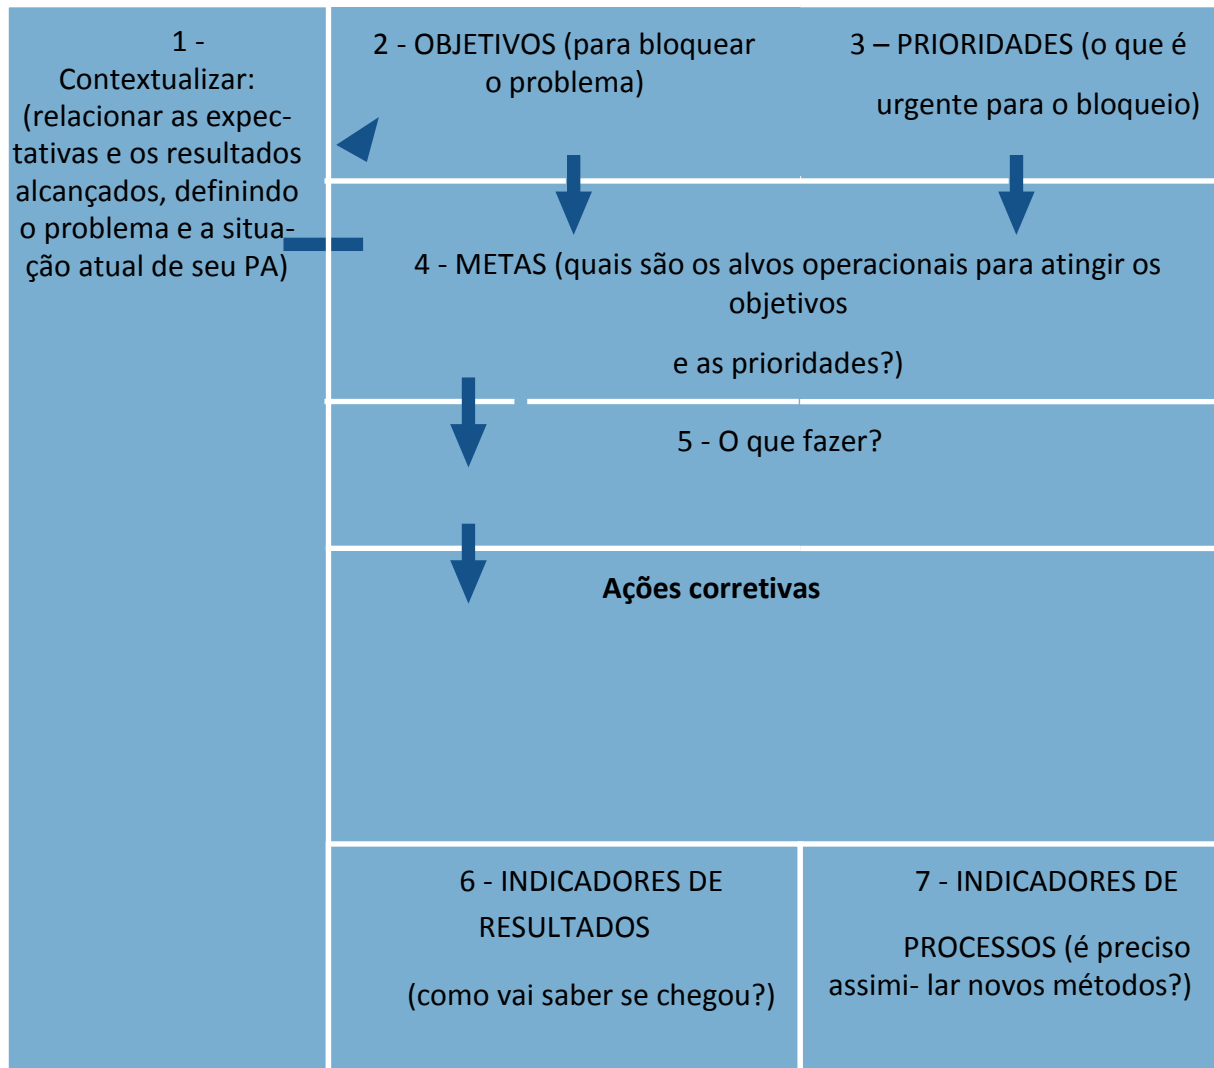 1 -
Contextualizar:
(relacionar as expec-
tativas e os resultados
alcançados, definindo
o problema e a situa-
ção atual de seu PA)
2 - OBJETIVOS (para bloquear
o problema)
3 – PRIORIDADES (o que é
urgente para o bloqueio)
4 - METAS (quais são os alvos operacionais para atingir os
objetivos
e as prioridades?)
5 - O que fazer?
Ações corretivas
6 - INDICADORES DE
RESULTADOS
(como vai saber se chegou?)
7 - INDICADORES DE
PROCESSOS (é preciso
assimi- lar novos métodos?)